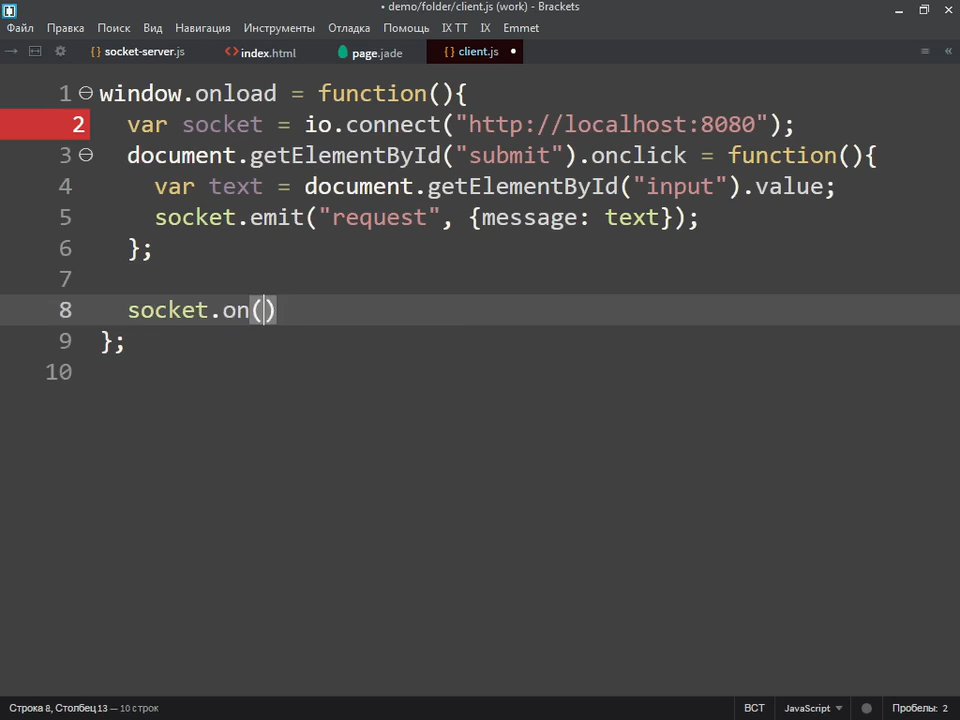 • demo/folder/client.js (work) - Brackets
Файл Правка Поиск Вид Навигация Инструменты Отладка Помощь IX TT IX Emmet
{} socket-server.js <> index.html page.jade {} client.js •
1 window.onload = function(){
2 var socket = io.connect("http://localhost:8080");
3 document.getElementById("submit").onclick = function(){
4 var text = document.getElementById("input").value;
5 socket.emit("request", {message: text});
6 };
7
8 socket.on()
9 };
10
Строка 8, Столбец 13 — 10 строк ВСТ JavaScript Пробелы: 2